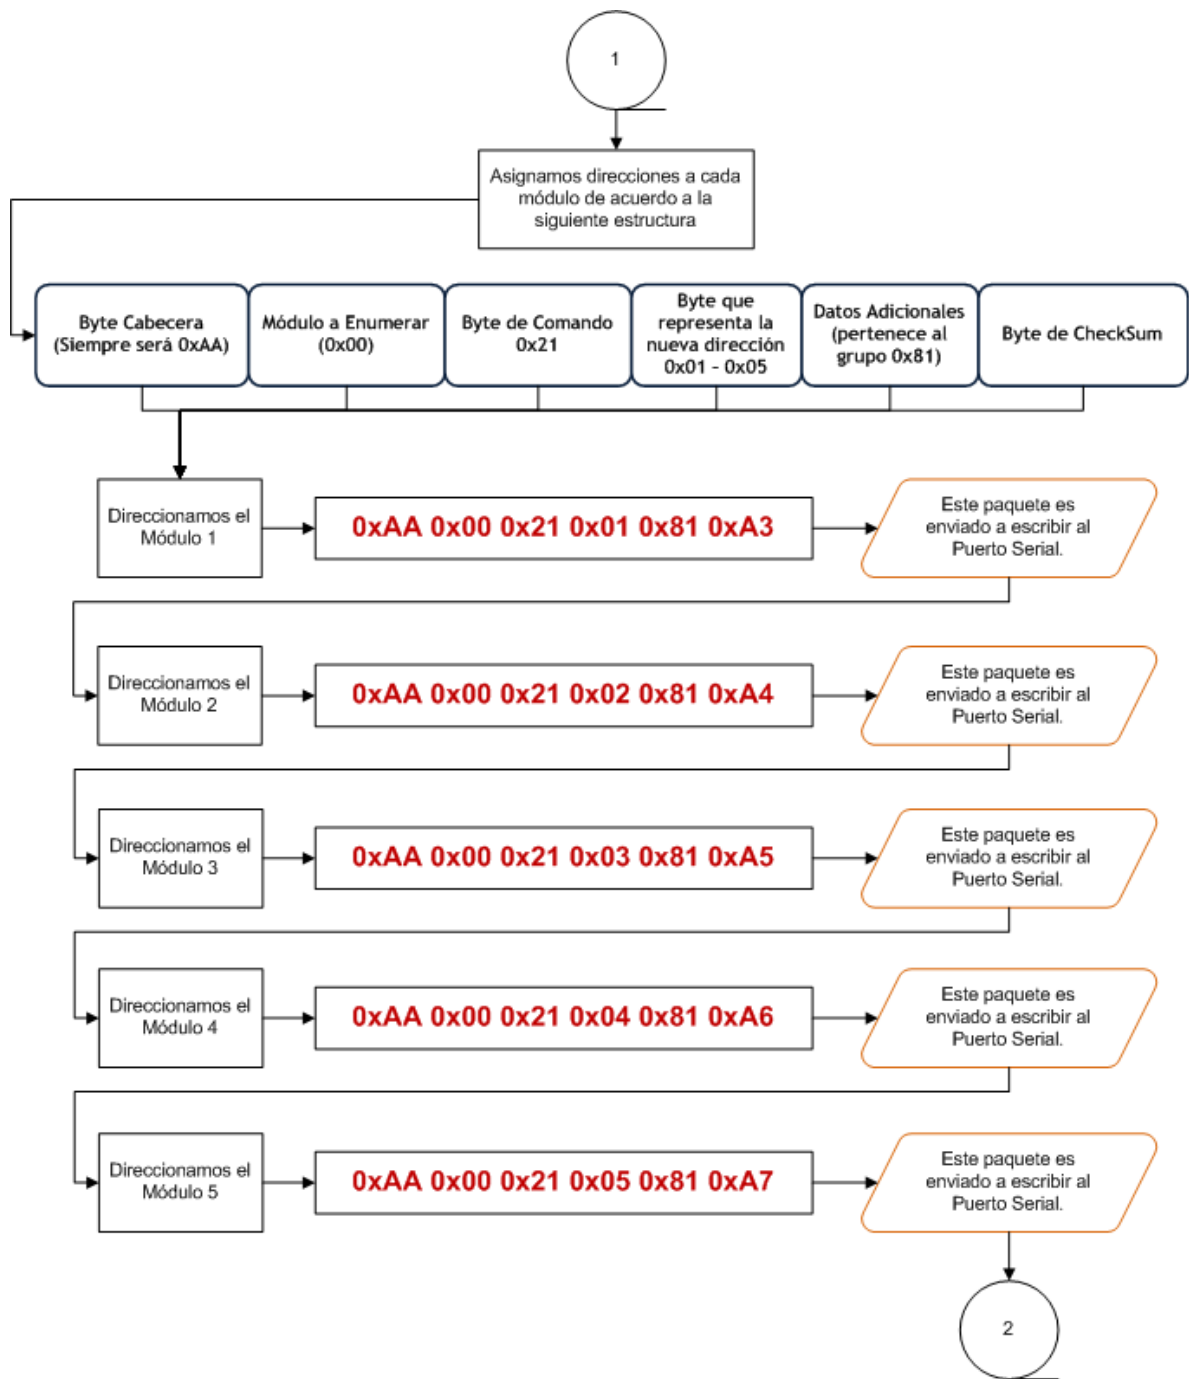 1
Asignamos direcciones a cada
módulo de acuerdo a la
siguiente estructura
Byte Cabecera
(Siempre será 0xAA)
Módulo a Enumerar
(0x00)
Byte de Comando
0x21
Byte que
representa la
nueva dirección
0x01 – 0x05
Datos Adicionales
(pertenece al
grupo 0x81)
Byte de CheckSum
Direccionamos el
Módulo 1
0xAA 0x00 0x21 0x01 0x81 0xA3
Este paquete es
enviado a escribir al
Puerto Serial.
Direccionamos el
Módulo 2
0xAA 0x00 0x21 0x02 0x81 0xA4
Este paquete es
enviado a escribir al
Puerto Serial.
Direccionamos el
Módulo 3
0xAA 0x00 0x21 0x03 0x81 0xA5
Este paquete es
enviado a escribir al
Puerto Serial.
Direccionamos el
Módulo 4
0xAA 0x00 0x21 0x04 0x81 0xA6
Este paquete es
enviado a escribir al
Puerto Serial.
Direccionamos el
Módulo 5
0xAA 0x00 0x21 0x05 0x81 0xA7
Este paquete es
enviado a escribir al
Puerto Serial.
2